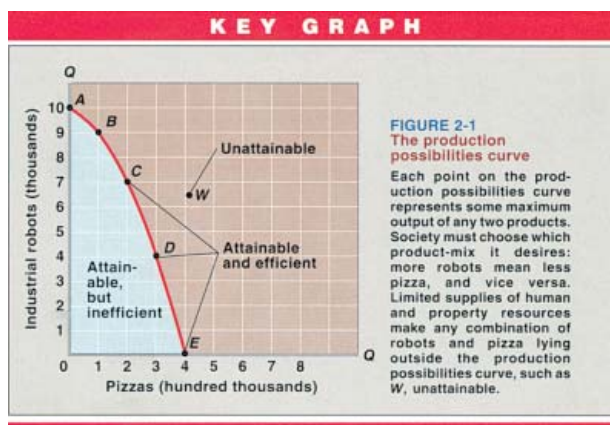 KEY GRAPH
Q
Industrial robots (thousands)
10
9
8
7
6
5
4
3
2
1
A
B
C
D
E
W
Unattainable
Attainable
and efficient
Attain-
able,
but
inefficient
0 1 2 3 4 5 6 7 8
Q
Pizzas (hundred thousands)
FIGURE 2-1
The production
possibilities curve
Each point on the prod-
uction possibilities curve
represents some maximum
output of any two products.
Society must choose which
product-mix it desires:
more robots mean less
pizza, and vice versa.
Limited supplies of human
and property resources
make any combination of
robots and pizza lying
outside the production
possibilities curve, such as
W, unattainable.